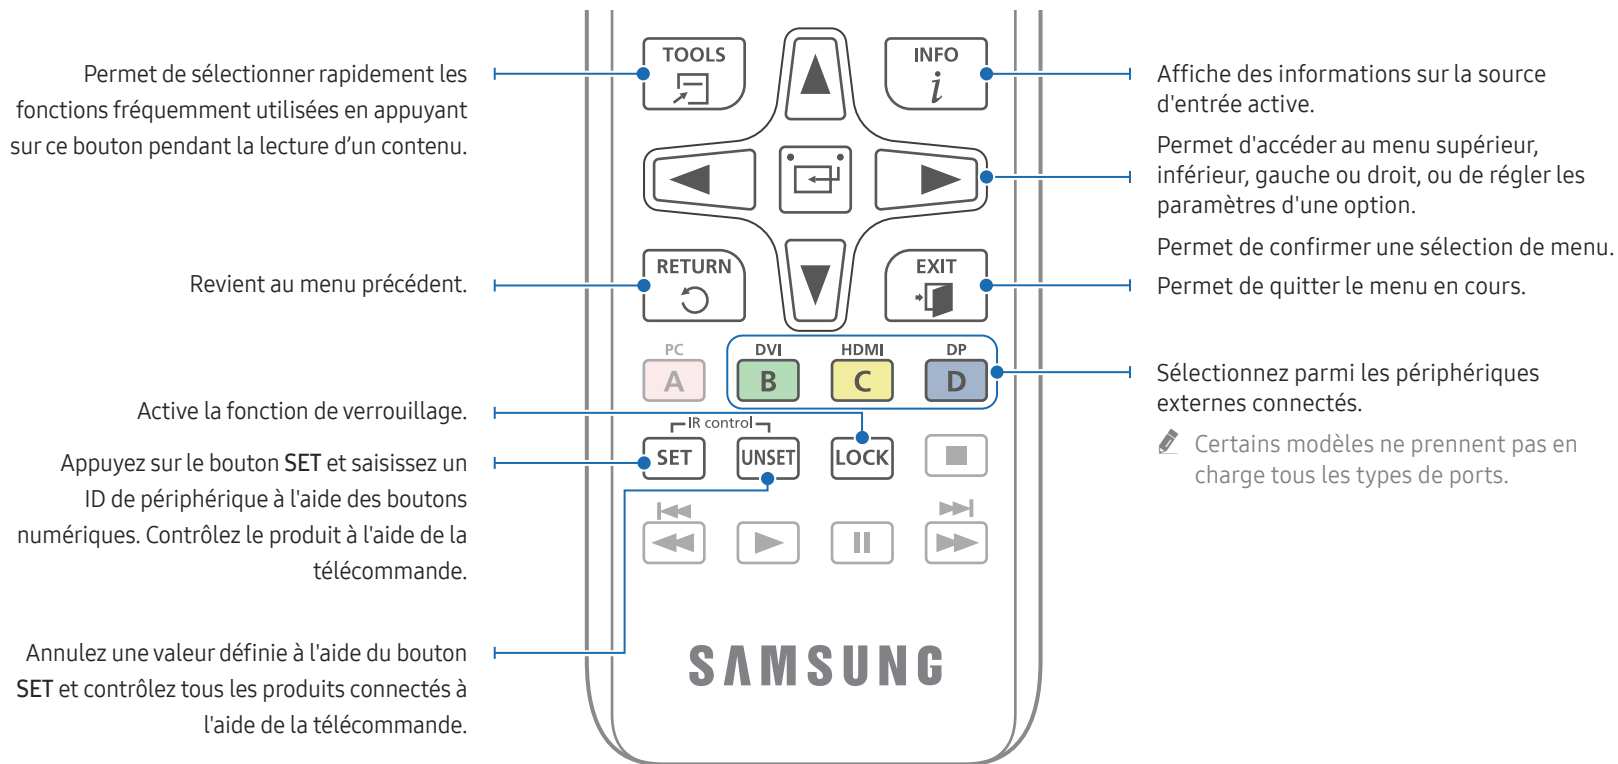 Permet de sélectionner rapidement les
fonctions fréquemment utilisées en appuyant
sur ce bouton pendant la lecture d’un contenu.
Revient au menu précédent.
Active la fonction de verrouillage.
Appuyez sur le bouton SET et saisissez un
ID de périphérique à l'aide des boutons
numériques. Contrôlez le produit à l'aide de la
télécommande.
Annulez une valeur définie à l'aide du bouton
SET et contrôlez tous les produits connectés à
l'aide de la télécommande.
TOOLS
INFO
i
RETURN
EXIT
PC
DVI
HDMI
DP
A
B
C
D
IR control
SET
UNSET
LOCK
SAMSUNG
Affiche des informations sur la source
d'entrée active.
Permet d'accéder au menu supérieur,
inférieur, gauche ou droit, ou de régler les
paramètres d'une option.
Permet de confirmer une sélection de menu.
Permet de quitter le menu en cours.
Sélectionnez parmi les périphériques
externes connectés.
Certains modèles ne prennent pas en
charge tous les types de ports.